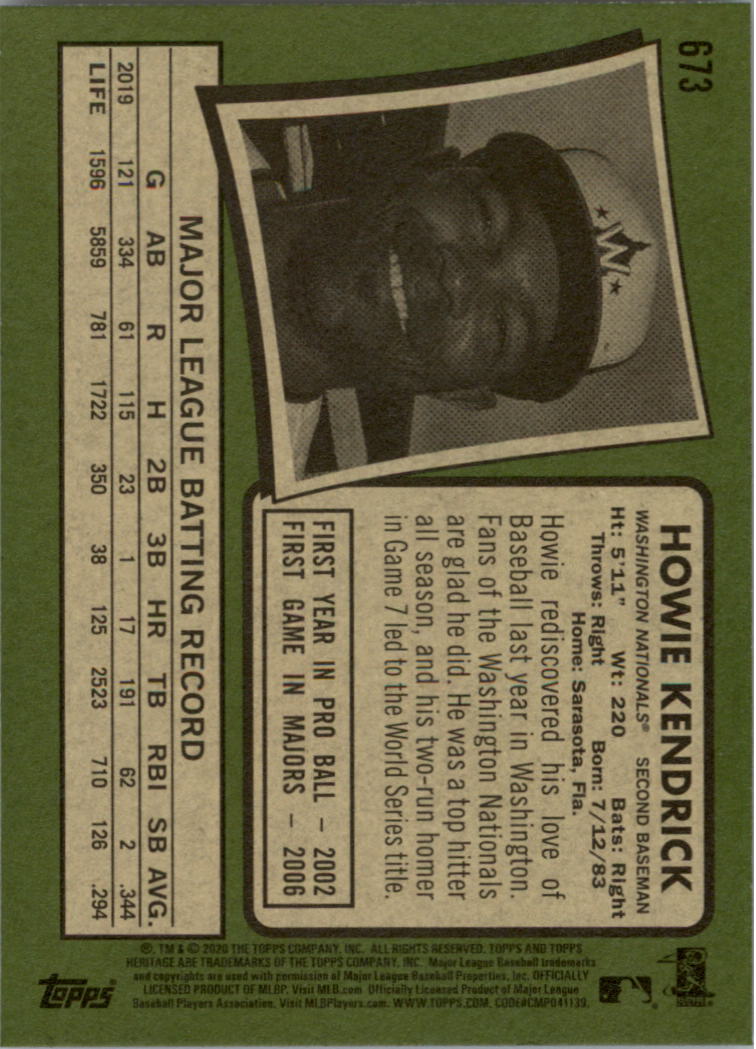 673
HOWIE KENDRICK
WASHINGTON NATIONALS® SECOND BASEMAN
Ht: 5'11" Wt: 220 Bats: Right
Throws: Right Born: 7/12/83
Home: Sarasota, Fla.
Howie rediscovered his love of
Baseball last year in Washington.
Fans of the Washington Nationals
are glad he did. He was a top hitter
all season, and his two-run homer
in Game 7 led to the World Series title.
FIRST YEAR IN PRO BALL – 2002
FIRST GAME IN MAJORS – 2006
W
MAJOR LEAGUE BATTING RECORD
G AB R H 2B 3B HR TB RBI SB AVG.
2019 121 334 61 115 23 1 17 191 62 2 .344
LIFE 1596 5859 781 1722 350 38 125 2523 710 126 .294
®, TM & © 2020 THE TOPPS COMPANY, INC. ALL RIGHTS RESERVED. TOPPS AND TOPPS
HERITAGE ARE TRADEMARKS OF THE TOPPS COMPANY, INC. Major League Baseball trademarks
and copyrights are used with permission of Major League Baseball Properties, Inc. OFFICIALLY
LICENSED PRODUCT OF MLBP. Visit MLB.com Officially Licensed Product of Major League
Baseball Players Association. Visit MLBPlayers.com. WWW.TOPPS.COM. CODE#CMP041139.
TOPPS